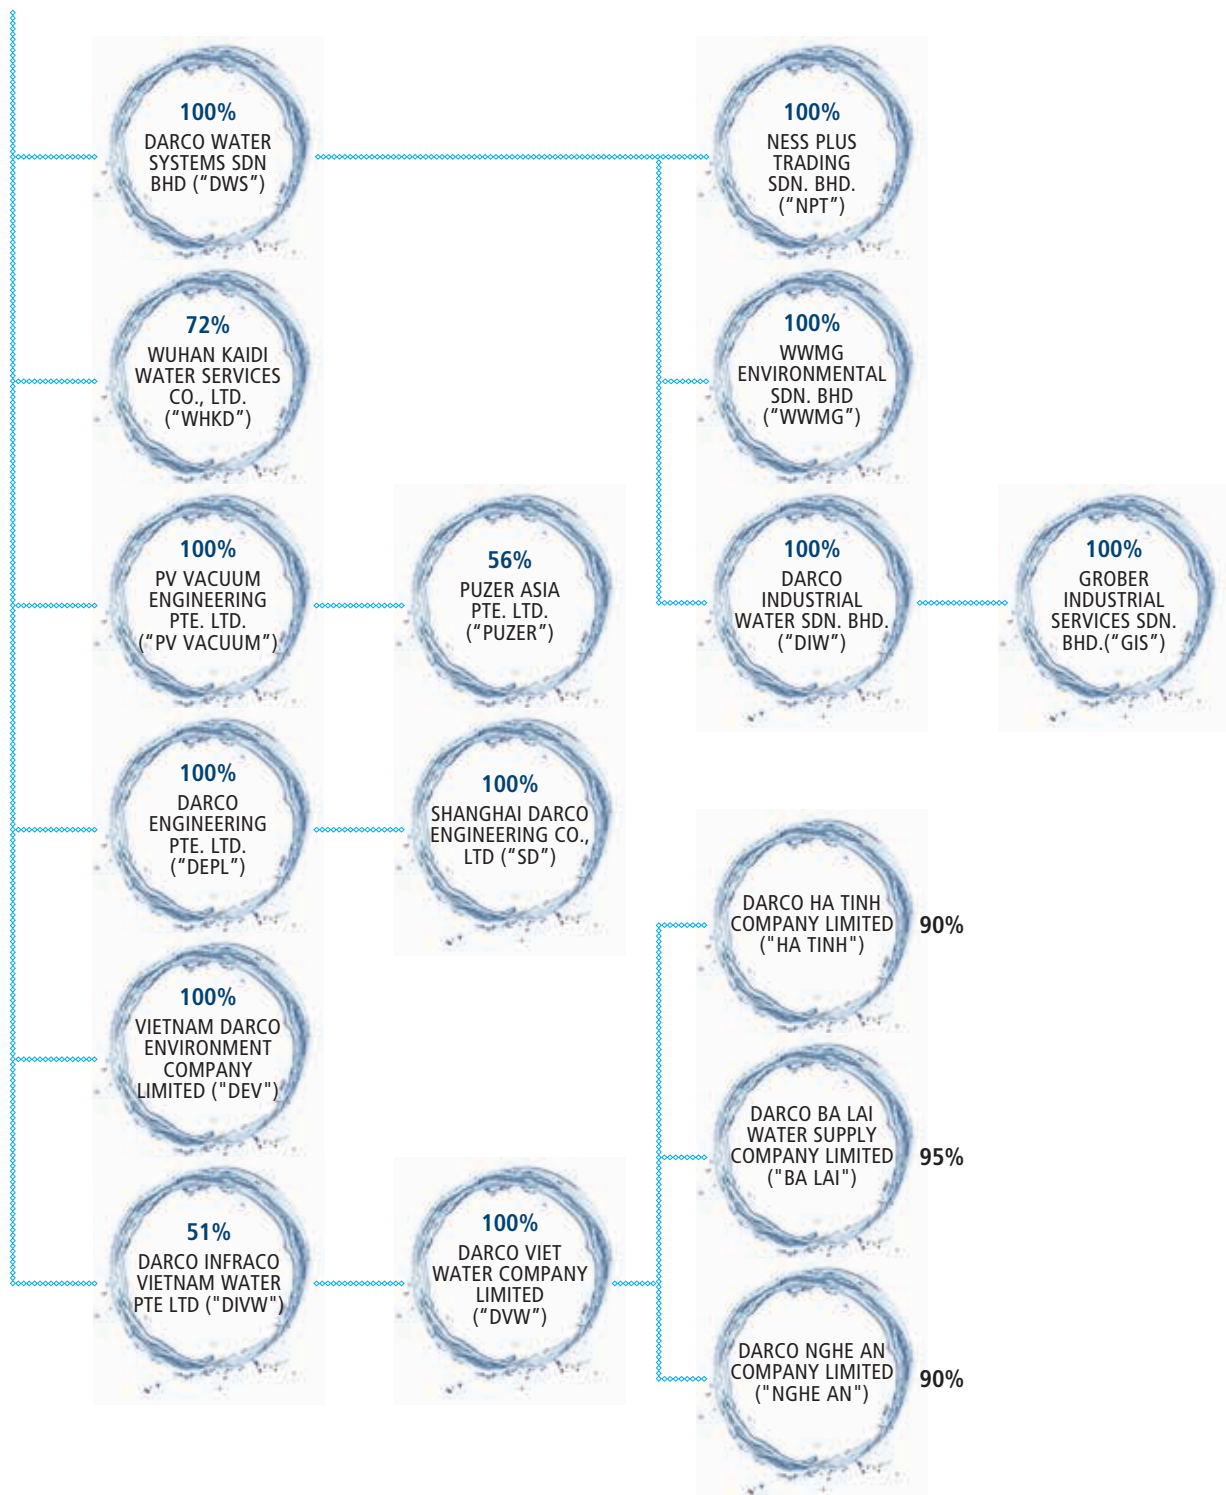 100%
DARCO WATER
SYSTEMS SDN
BHD (“DWS”)
100%
NESS PLUS
TRADING
SDN. BHD.
(“NPT”)
72%
WUHAN KAIDI
WATER SERVICES
CO., LTD.
(“WHKD”)
100%
WWMG
ENVIRONMENTAL
SDN. BHD
(“WWMG”)
100%
PV VACUUM
ENGINEERING
PTE. LTD.
(“PV VACUUM”)
56%
PUZER ASIA
PTE. LTD.
(“PUZER”)
100%
DARCO
INDUSTRIAL
WATER SDN. BHD.
(“DIW”)
100%
GROBER
INDUSTRIAL
SERVICES SDN.
BHD.(“GIS”)
100%
DARCO
ENGINEERING
PTE. LTD.
(“DEPL”)
100%
SHANGHAI DARCO
ENGINEERING CO.,
LTD (“SD”)
DARCO HA TINH
COMPANY LIMITED
("HA TINH")
90%
100%
VIETNAM DARCO
ENVIRONMENT
COMPANY
LIMITED ("DEV")
DARCO BA LAI
WATER SUPPLY
COMPANY LIMITED
("BA LAI")
95%
51%
DARCO INFRACO
VIETNAM WATER
PTE LTD ("DIVW")
100%
DARCO VIET
WATER COMPANY
LIMITED
(“DVW”)
DARCO NGHE AN
COMPANY LIMITED
("NGHE AN")
90%